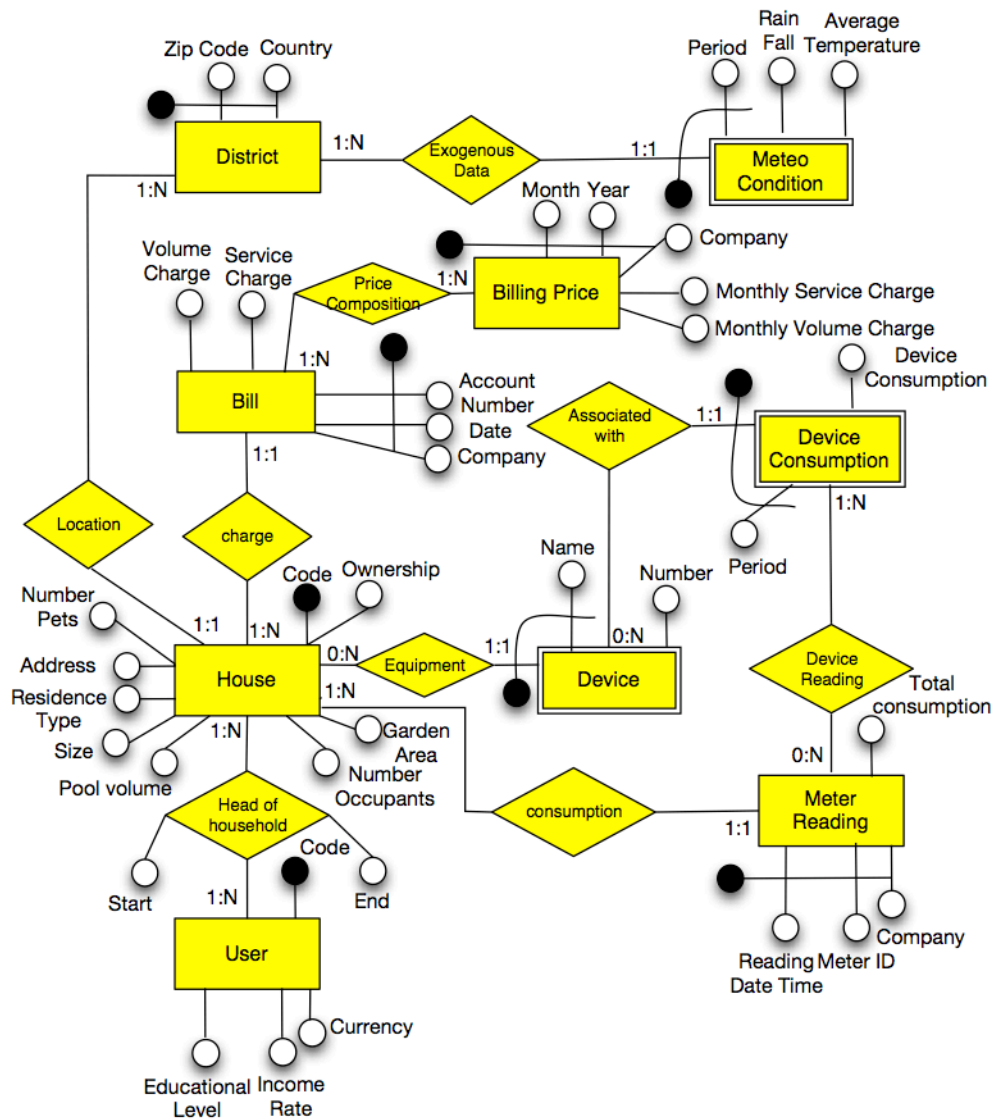 Zip Code
Country
Period
Rain
Fall
Average
Temperature
District
1:N
1:N
Exogenous
Data
1:1
Meteo
Condition
1:N
Month
Year
Company
Volume
Charge
Service
Charge
Price
Composition
1:N
Billing Price
Monthly Service Charge
Monthly Volume Charge
1:N
Bill
Account
Number
Date
Company
1:1
Device
Consumption
Associated
with
1:1
Device
Consumption
1:N
Period
Location
charge
Name
Number
Code
Ownership
Number
Pets
1:1
1:N
0:N
Equipment
1:1
0:N
Device
Device
Reading
Address
House
Residence
Type
1:N
Size
1:N
Pool volume
Garden
Area
Number
Occupants
Total
consumption
0:N
Head of
household
consumption
1:1
Meter
Reading
Code
Start
End
1:N
User
Company
Reading
Date Time
Meter ID
Currency
Educational
Level
Income
Rate